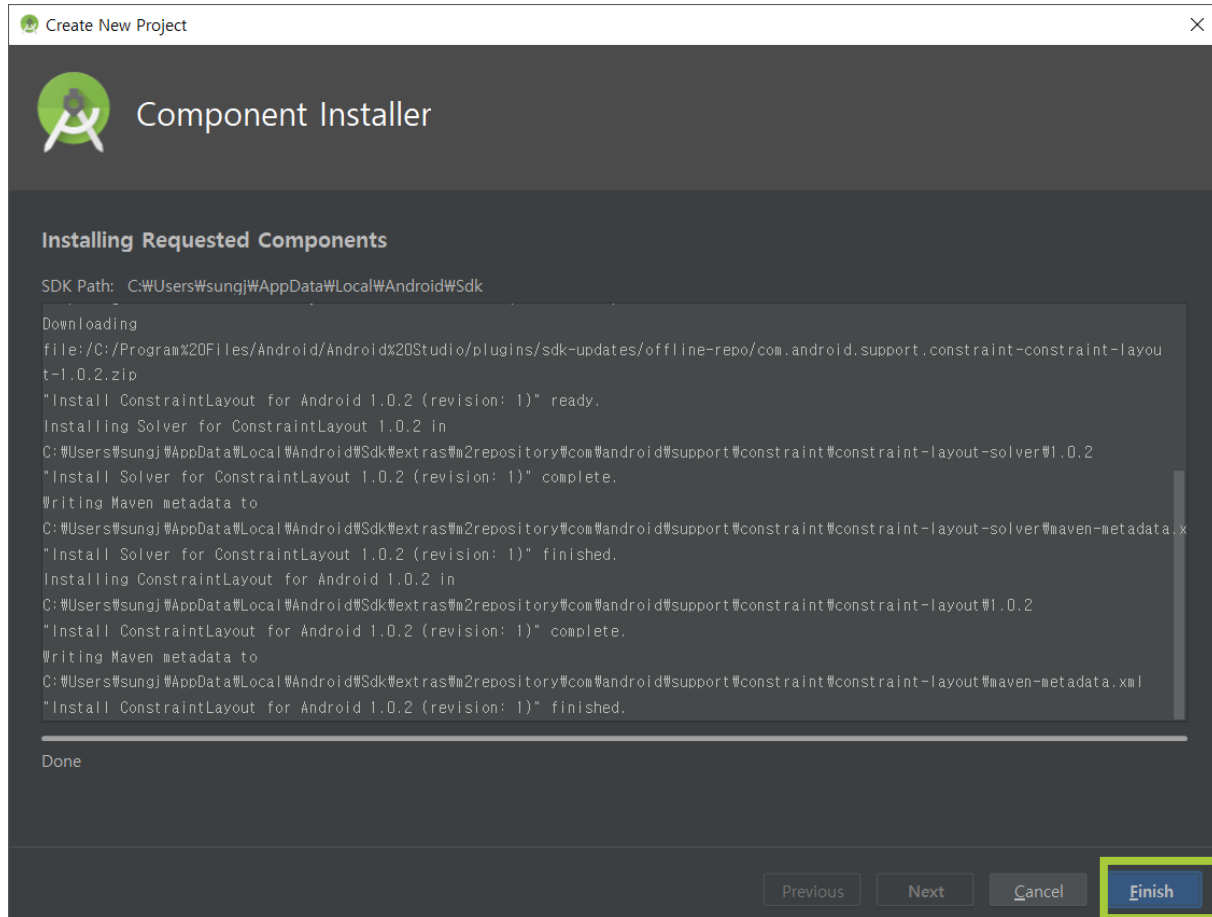 Create New Project
Component Installer
Installing Requested Components
SDK Path: C:₩Users₩sungj₩AppData₩Local₩Android₩Sdk
Downloading
file:/C:/Program%20Files/Android/Android%20Studio/plugins/sdk-updates/offline-repo/com.android.support.constraint-constraint-layou
t-1.0.2.zip
"Install ConstraintLayout for Android 1.0.2 (revision: 1)" ready.
Installing Solver for ConstraintLayout 1.0.2 in
C:₩Users₩sungj₩AppData₩Local₩Android₩Sdk₩extras₩m2repository₩com₩android₩support₩constraint₩constraint-layout-solver₩1.0.2
"Install Solver for ConstraintLayout 1.0.2 (revision: 1)" complete.
Writing Maven metadata to
C:₩Users₩sungj₩AppData₩Local₩Android₩Sdk₩extras₩m2repository₩com₩android₩support₩constraint₩constraint-layout-solver₩maven-metadata.x
"Install Solver for ConstraintLayout 1.0.2 (revision: 1)" finished.
Installing ConstraintLayout for Android 1.0.2 in
C:₩Users₩sungj₩AppData₩Local₩Android₩Sdk₩extras₩m2repository₩com₩android₩support₩constraint₩constraint-layout₩1.0.2
"Install ConstraintLayout for Android 1.0.2 (revision: 1)" complete.
Writing Maven metadata to
C:₩Users₩sungj₩AppData₩Local₩Android₩Sdk₩extras₩m2repository₩com₩android₩support₩constraint₩constraint-layout₩maven-metadata.xml
"Install ConstraintLayout for Android 1.0.2 (revision: 1)" finished.
Done
Previous Next Cancel Finish